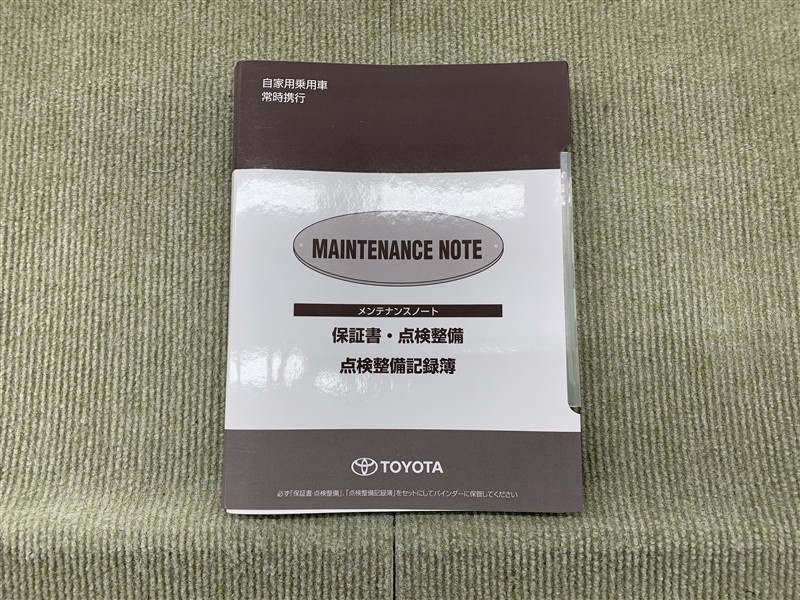 自家用乗用車
常時携行
MAINTENANCE NOTE
メンテナンスノート
保証書・点検整備
点検整備記録簿
TOYOTA
必ず「保証書・点検整備」、「点検整備記録簿」をセットにしてバインダーに保管してください